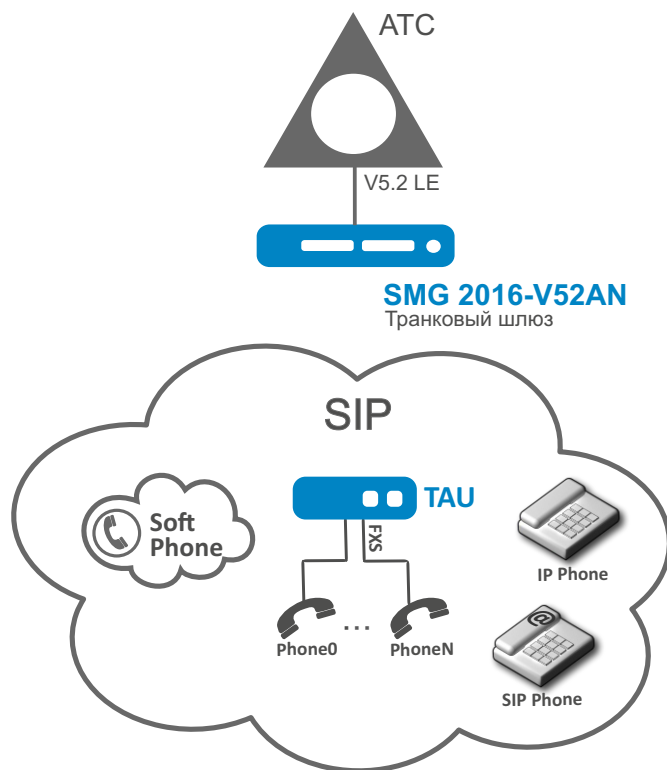 АТС
V5.2 LE
SMG 2016-V52AN
Транковый шлюз
SIP
Soft
Phone
TAU
FXS
Phone0
...
PhoneN
IP Phone
@
SIP Phone